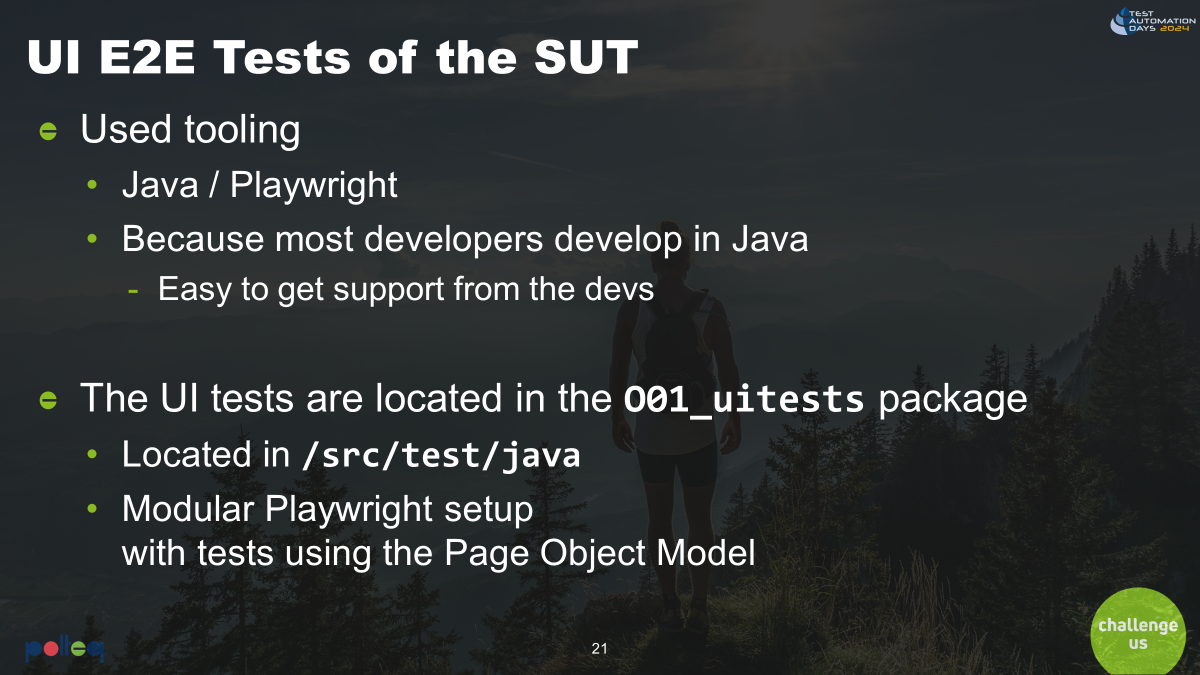 TEST
AUTOMATION
DAYS 2024
UI E2E Tests of the SUT
Used tooling
• Java / Playwright
• Because most developers develop in Java
- Easy to get support from the devs
The UI tests are located in the O01_uitests package
• Located in /src/test/java
• Modular Playwright setup
with tests using the Page Object Model
polteq
21
challenge
us